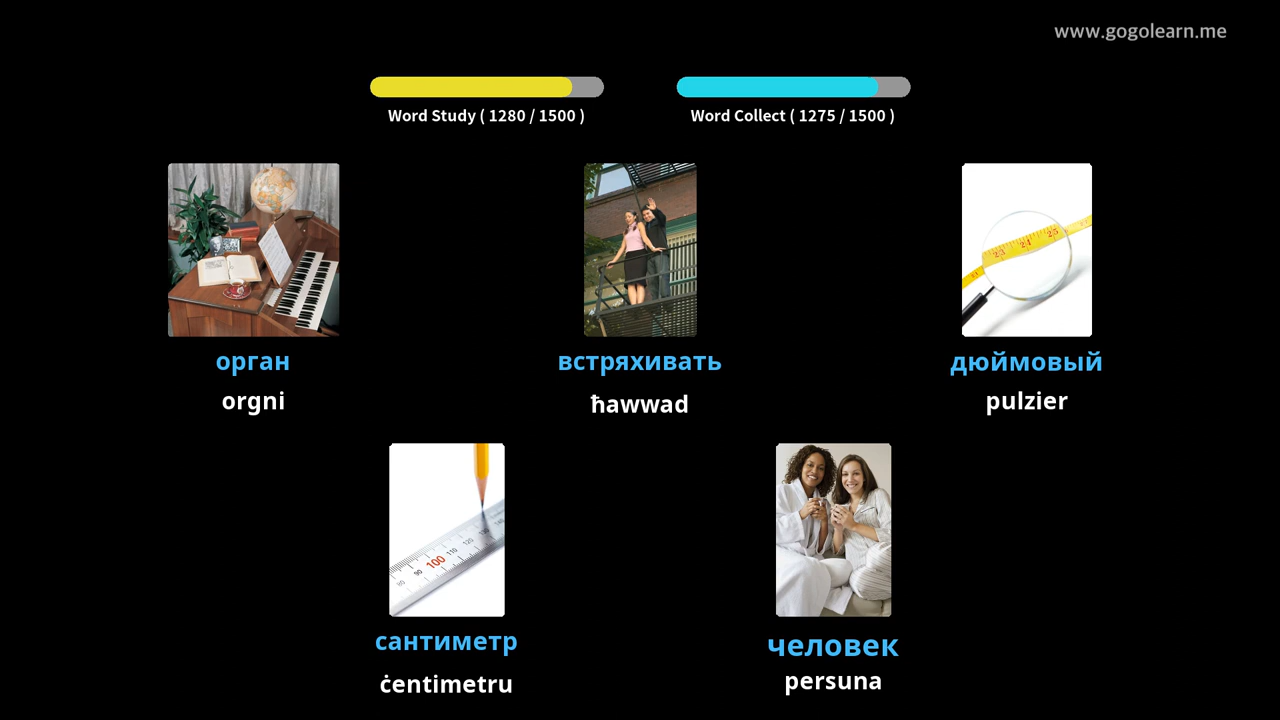 www.gogolearn.me
Word Study ( 1280 / 1500 )
Word Collect ( 1275 / 1500 )
орган
orgni
встряхивать
ħawwad
дюймовый
pulzier
сантиметр
ċentimetru
человек
persuna